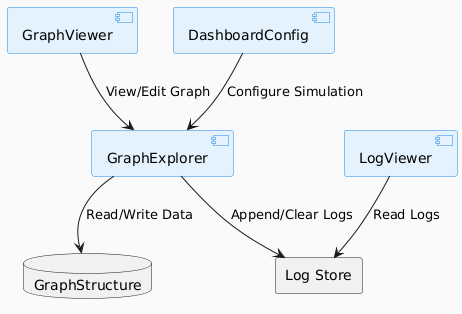 GraphViewer
DashboardConfig
View/Edit Graph
Configure Simulation
GraphExplorer
LogViewer
Read/Write Data
Append/Clear Logs
Read Logs
GraphStructure
Log Store